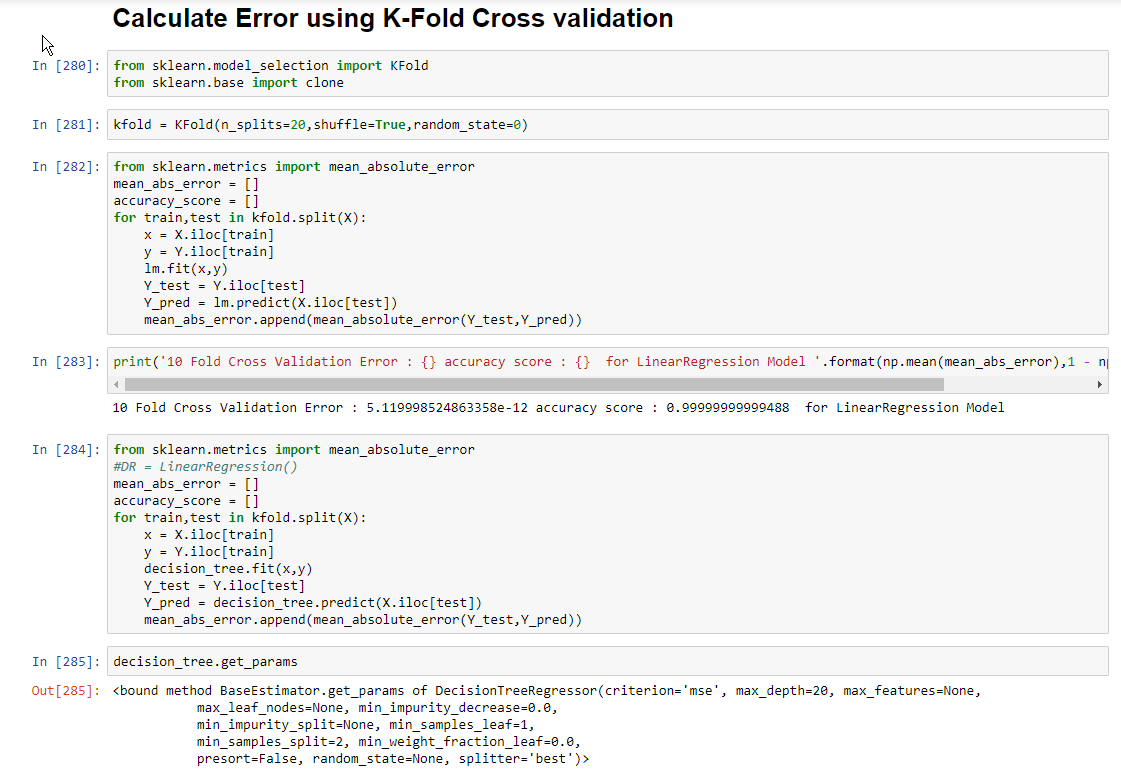 Calculate Error using K-Fold Cross validation
In [280]: from sklearn.model_selection import KFold
from sklearn.base import clone
In [281]: kfold = KFold(n_splits=20,shuffle=True,random_state=0)
In [282]: from sklearn.metrics import mean_absolute_error
mean_abs_error = []
accuracy_score = []
for train,test in kfold.split(X):
    x = X.iloc[train]
    y = Y.iloc[train]
    lm.fit(x,y)
    Y_test = Y.iloc[test]
    Y_pred = lm.predict(X.iloc[test])
    mean_abs_error.append(mean_absolute_error(Y_test,Y_pred))
In [283]: print('10 Fold Cross Validation Error : {} accuracy score : {}  for LinearRegression Model '.format(np.mean(mean_abs_error),1 - n
10 Fold Cross Validation Error : 5.119998524863358e-12 accuracy score : 0.99999999999488  for LinearRegression Model
In [284]: from sklearn.metrics import mean_absolute_error
#DR = LinearRegression()
mean_abs_error = []
accuracy_score = []
for train,test in kfold.split(X):
    x = X.iloc[train]
    y = Y.iloc[train]
    decision_tree.fit(x,y)
    Y_test = Y.iloc[test]
    Y_pred = decision_tree.predict(X.iloc[test])
    mean_abs_error.append(mean_absolute_error(Y_test,Y_pred))
In [285]: decision_tree.get_params
Out[285]: <bound method BaseEstimator.get_params of DecisionTreeRegressor(criterion='mse', max_depth=20, max_features=None,
max_leaf_nodes=None, min_impurity_decrease=0.0,
min_impurity_split=None, min_samples_leaf=1,
min_samples_split=2, min_weight_fraction_leaf=0.0,
presort=False, random_state=None, splitter='best')>